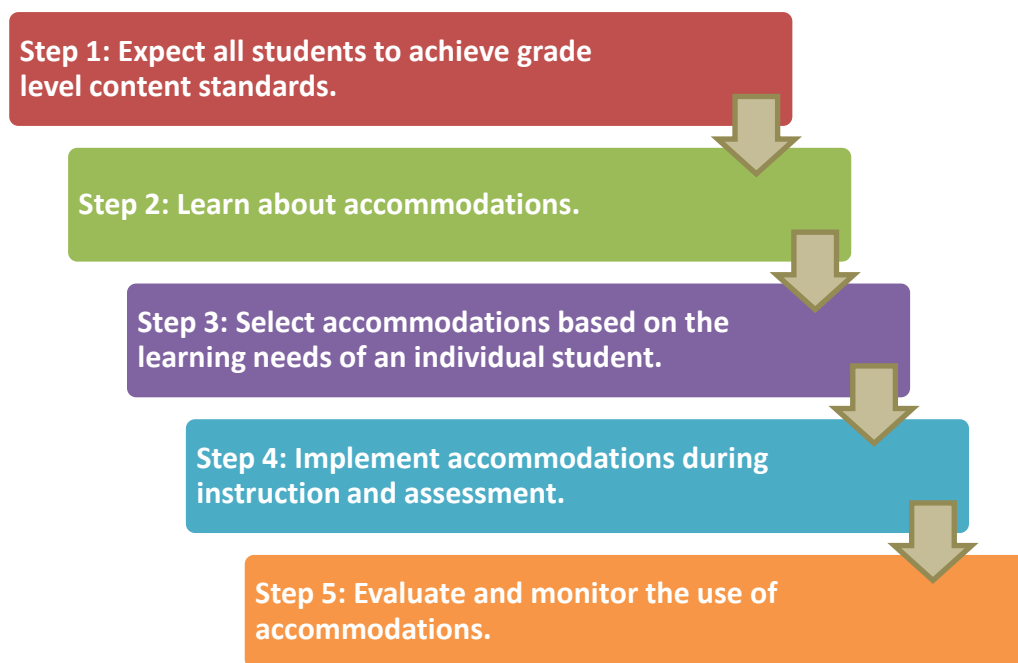 Step 1: Expect all students to achieve grade
level content standards.
Step 2: Learn about accommodations.
Step 3: Select accommodations based on the
learning needs of an individual student.
Step 4: Implement accommodations during
instruction and assessment.
Step 5: Evaluate and monitor the use of
accommodations.